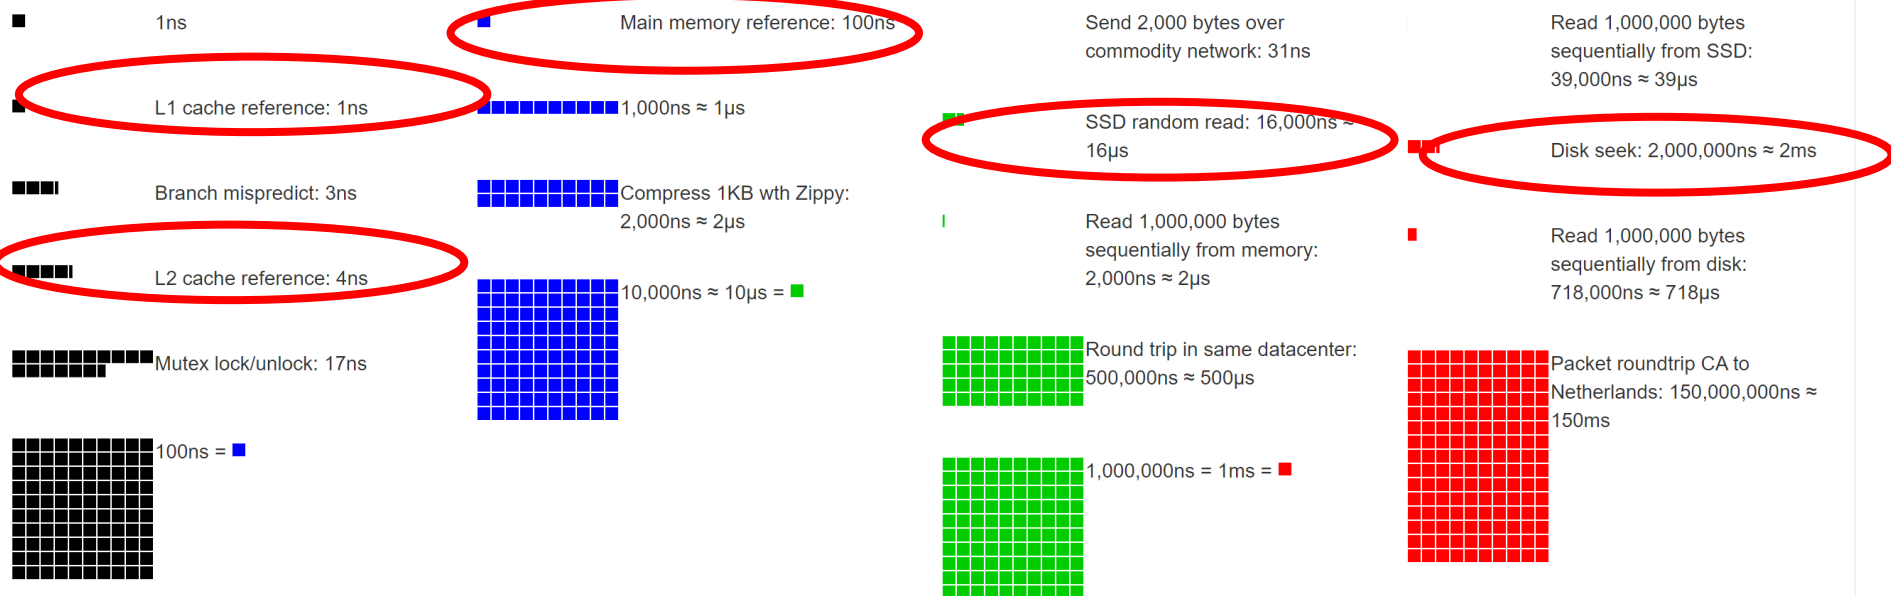 1ns
L1 cache reference: 1ns
Branch mispredict: 3ns
L2 cache reference: 4ns
Mutex lock/unlock: 17ns
100ns =
Main memory reference: 100ns
1,000ns ≈ 1μs
Compress 1KB wth Zippy:
2,000ns ≈ 2μs
10,000ns ≈ 10μs =
Send 2,000 bytes over
commodity network: 31ns
SSD random read: 16,000ns ≈
16μs
Read 1,000,000 bytes
sequentially from memory:
2,000ns ≈ 2μs
Round trip in same datacenter:
500,000ns ≈ 500μs
1,000,000ns = 1ms =
Read 1,000,000 bytes
sequentially from SSD:
39,000ns ≈ 39μs
Disk seek: 2,000,000ns ≈ 2ms
Read 1,000,000 bytes
sequentially from disk:
718,000ns ≈ 718μs
Packet roundtrip CA to
Netherlands: 150,000,000ns ≈
150ms